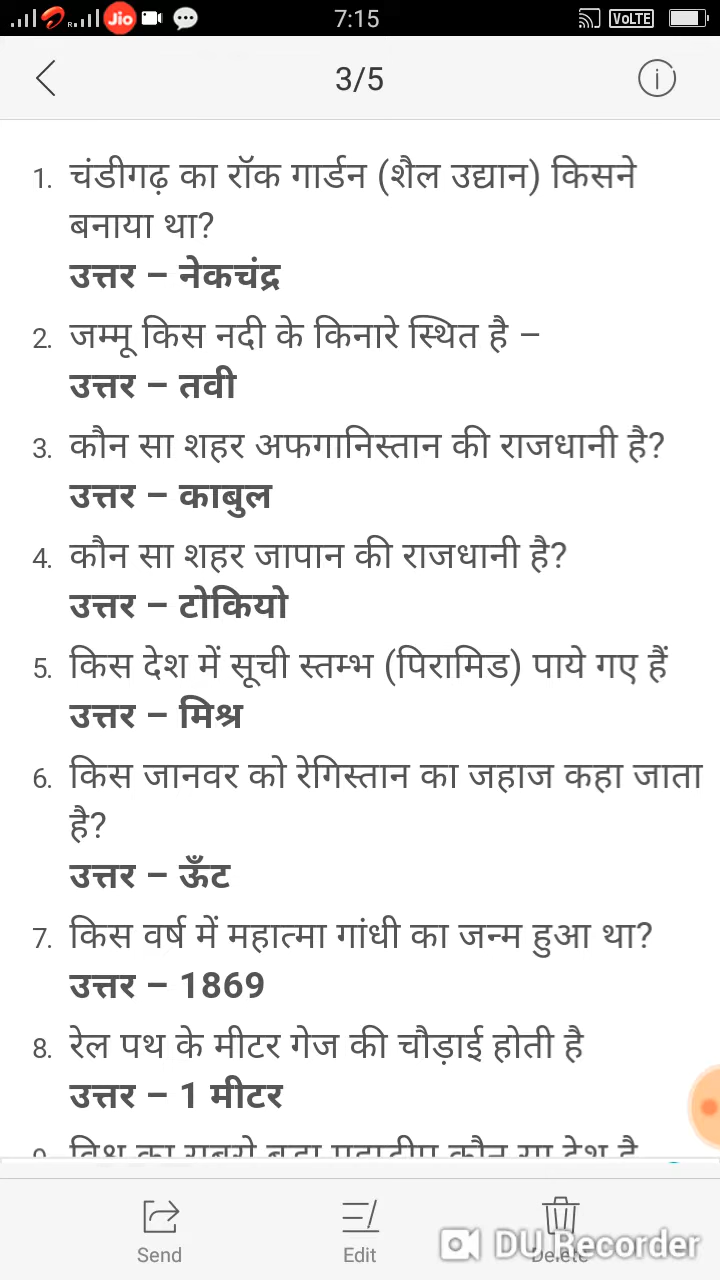 Jio 7:15 VoLTE
3/5
1. चंडीगढ़ का रॉक गार्डन (शैल उद्यान) किसने
बनाया था?
उत्तर – नेकचंद्र
2. जम्मू किस नदी के किनारे स्थित है –
उत्तर – तवी
3. कौन सा शहर अफगानिस्तान की राजधानी है?
उत्तर – काबुल
4. कौन सा शहर जापान की राजधानी है?
उत्तर – टोकियो
5. किस देश में सूची स्तम्भ (पिरामिड) पाये गए हैं
उत्तर – मिश्र
6. किस जानवर को रेगिस्तान का जहाज कहा जाता
है?
उत्तर – ऊँट
7. किस वर्ष में महात्मा गांधी का जन्म हुआ था?
उत्तर – 1869
8. रेल पथ के मीटर गेज की चौड़ाई होती है
उत्तर – 1 मीटर
DU Recorder
Send Edit Delete